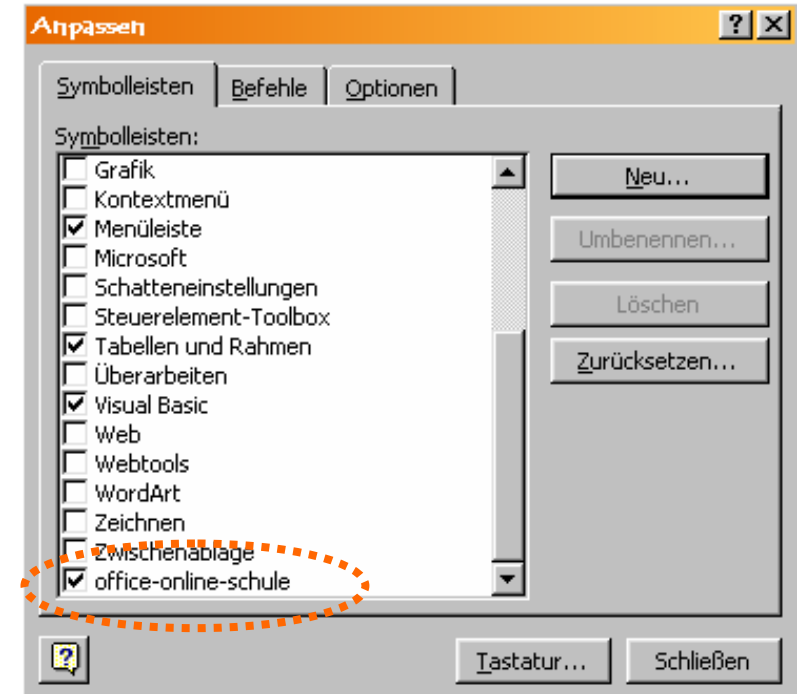 Anpassen
Symbolleisten Befehle Optionen
Symbolleisten:
Grafik
Kontextmenü
Menüleiste
Microsoft
Schatteneinstellungen
Steuerelement-Toolbox
Tabellen und Rahmen
Überarbeiten
Visual Basic
Web
Webtools
WordArt
Zeichnen
Zwischenablage
office-online-schule
Neu...
Umbenennen...
Löschen
Zurücksetzen...
Tastatur... Schließen